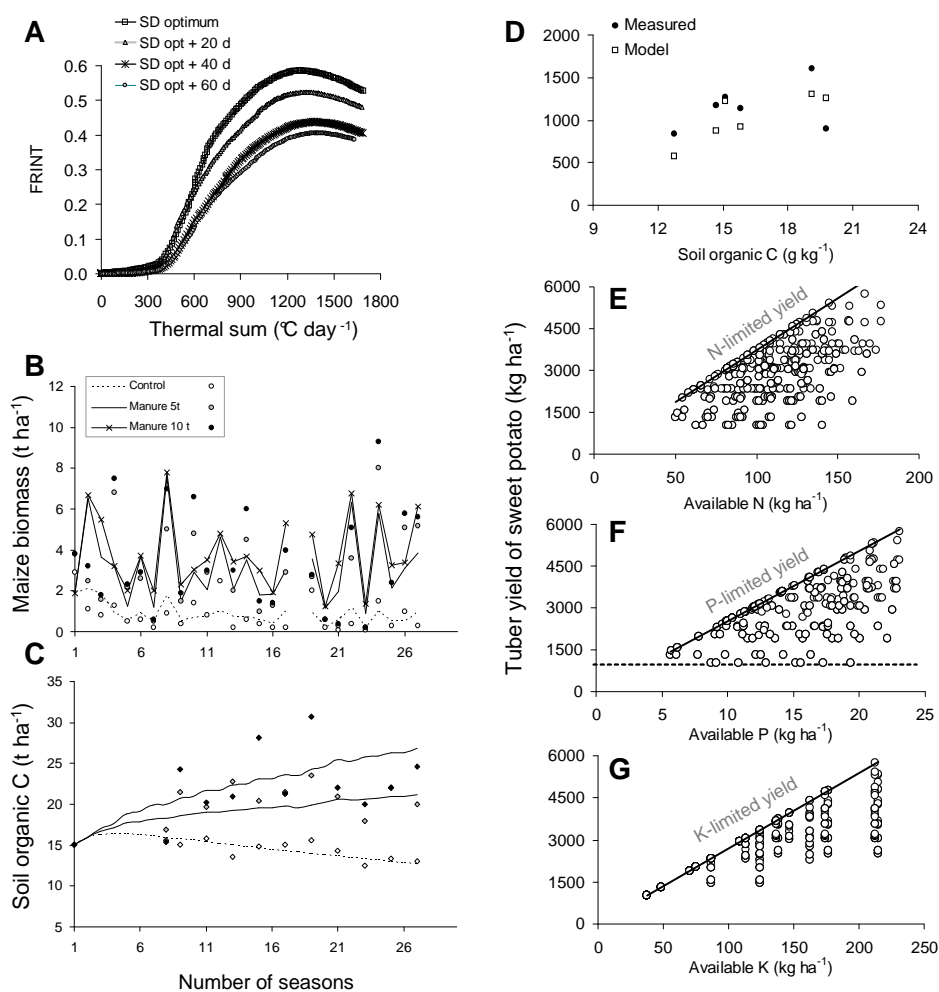 A
SD optimum
SD opt + 20 d
SD opt + 40 d
SD opt + 60 d
0.6
0.5
0.4
0.3
0.2
0.1
0.0
FRINT
0 300 600 900 1200 1500 1800
Thermal sum (°C day⁻¹)
B
Control
Manure 5t
Manure 10 t
12
10
8
6
4
2
0
Maize biomass (t ha⁻¹)
1 6 11 16 21 26
C
35
30
25
20
15
10
5
Soil organic C (t ha⁻¹)
1 6 11 16 21 26
Number of seasons
D
Measured
Model
2000
1500
1000
500
0
9 12 15 18 21 24
Soil organic C (g kg⁻¹)
Tuber yield of sweet potato (kg ha⁻¹)
E
N-limited yield
6000
4500
3000
1500
0
0 50 100 150 200
Available N (kg ha⁻¹)
F
P-limited yield
6000
4500
3000
1500
0
0 5 10 15 20 25
Available P (kg ha⁻¹)
G
K-limited yield
6000
4500
3000
1500
0
0 50 100 150 200 250
Available K (kg ha⁻¹)